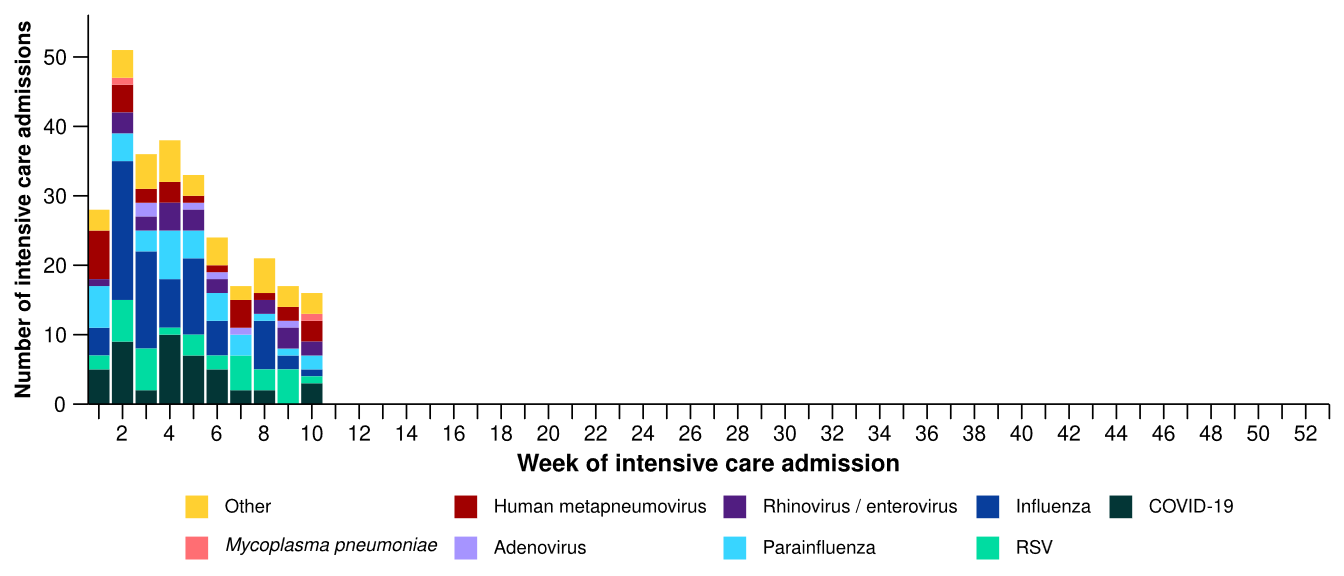 Number of intensive care admissions
50
40
30
20
10
0
2 4 6 8 10 12 14 16 18 20 22 24 26 28 30 32 34 36 38 40 42 44 46 48 50 52
Week of intensive care admission
Other Human metapneumovirus Rhinovirus / enterovirus Influenza COVID-19
Mycoplasma pneumoniae Adenovirus Parainfluenza RSV